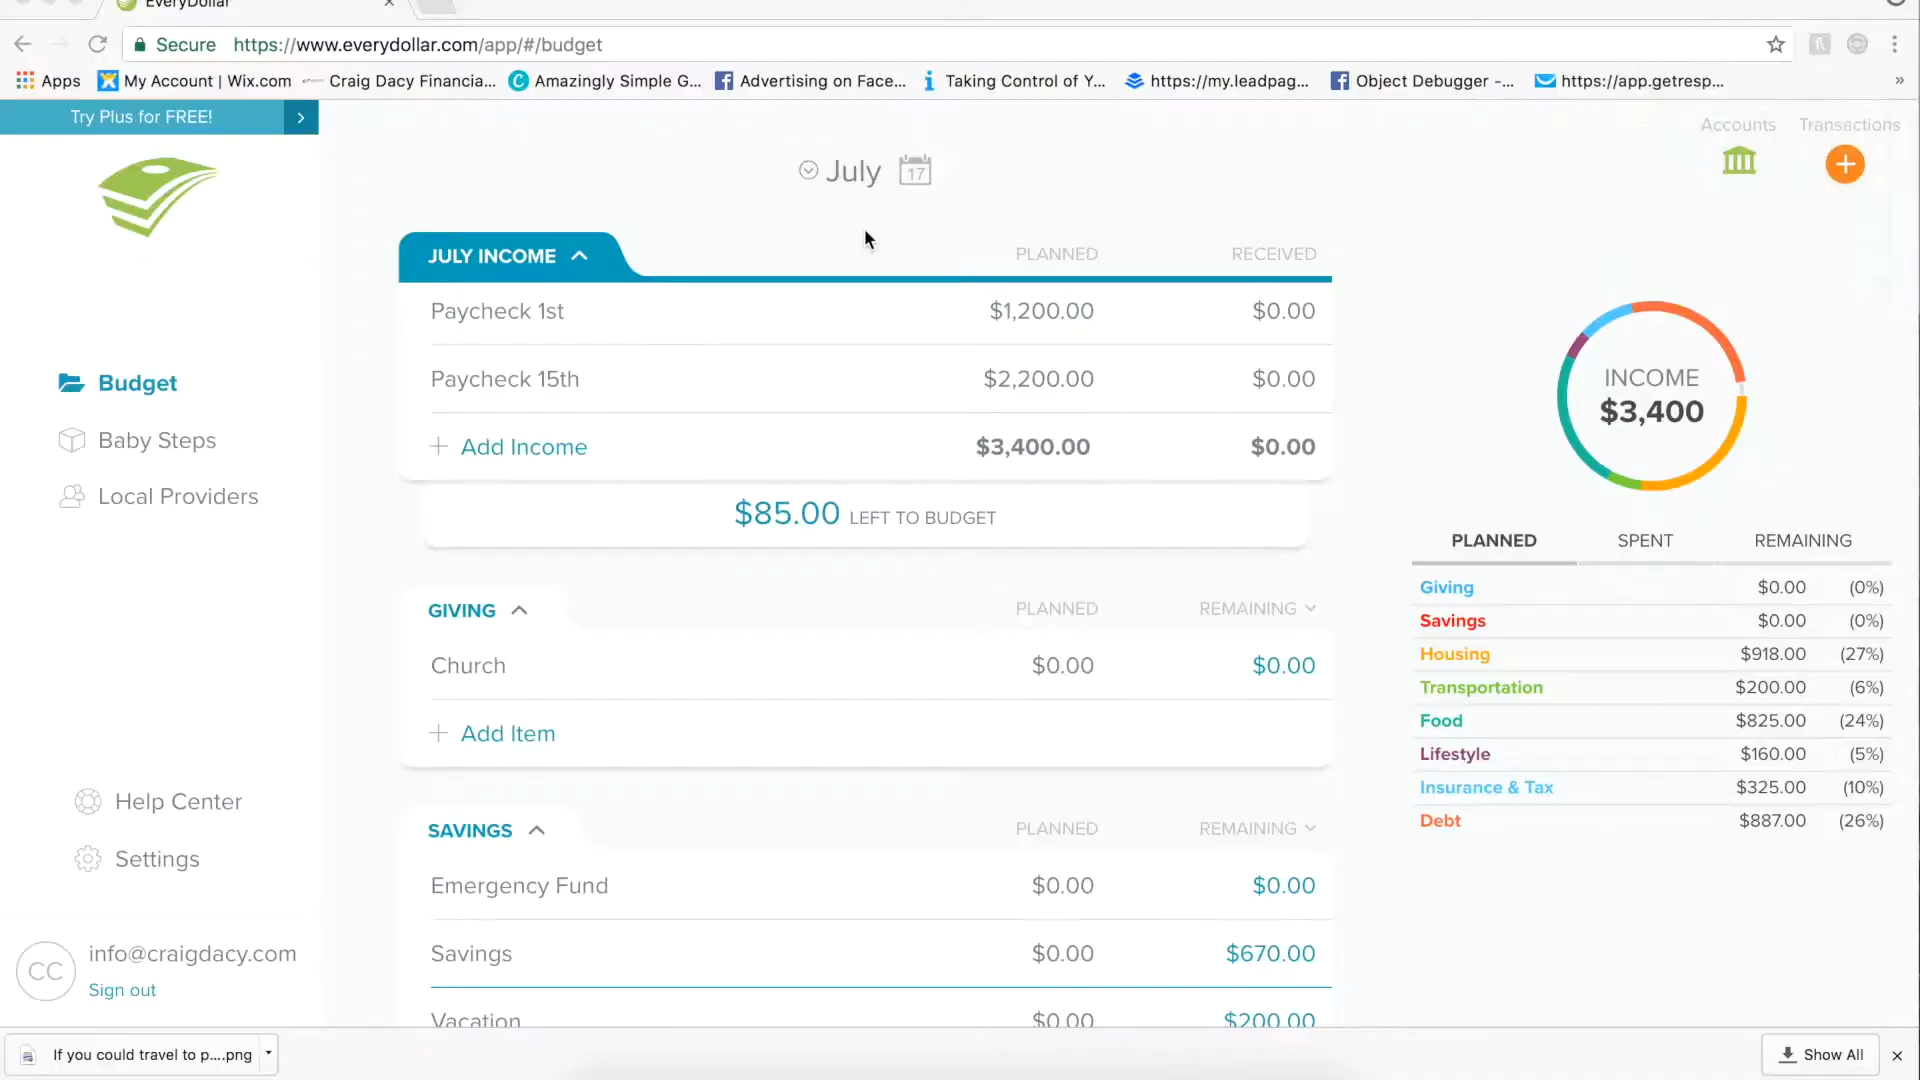 EveryDollar
Secure https://www.everydollar.com/app/#/budget
Apps My Account | Wix.com Craig Dacy Financia... Amazingly Simple G... Advertising on Face... Taking Control of Y... https://my.leadpag... Object Debugger -... https://app.getresp... »
Try Plus for FREE!
Accounts Transactions
July 17
JULY INCOME PLANNED RECEIVED
Paycheck 1st $1,200.00 $0.00
Paycheck 15th $2,200.00 $0.00
+ Add Income $3,400.00 $0.00
$85.00 LEFT TO BUDGET
GIVING PLANNED REMAINING
Church $0.00 $0.00
+ Add Item
SAVINGS PLANNED REMAINING
Emergency Fund $0.00 $0.00
Savings $0.00 $670.00
Vacation $0.00 $200.00
Budget
Baby Steps
Local Providers
Help Center
Settings
CC
info@craigdacy.com
Sign out
INCOME
$3,400
PLANNED SPENT REMAINING
Giving $0.00 (0%)
Savings $0.00 (0%)
Housing $918.00 (27%)
Transportation $200.00 (6%)
Food $825.00 (24%)
Lifestyle $160.00 (5%)
Insurance & Tax $325.00 (10%)
Debt $887.00 (26%)
If you could travel to p....png
Show All